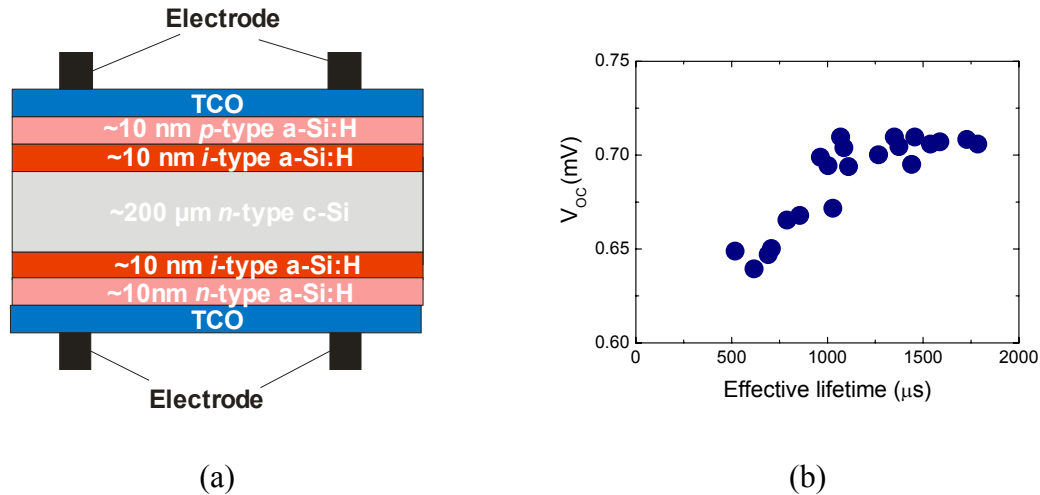 Electrode
TCO
~10 nm p-type a-Si:H
~10 nm i-type a-Si:H
~200 µm n-type c-Si
~10 nm i-type a-Si:H
~10nm n-type a-Si:H
TCO
Electrode
(a)
0.75
0.70
0.65
0.60
V_OC (mV)
0 500 1000 1500 2000
Effective lifetime (µs)
(b)